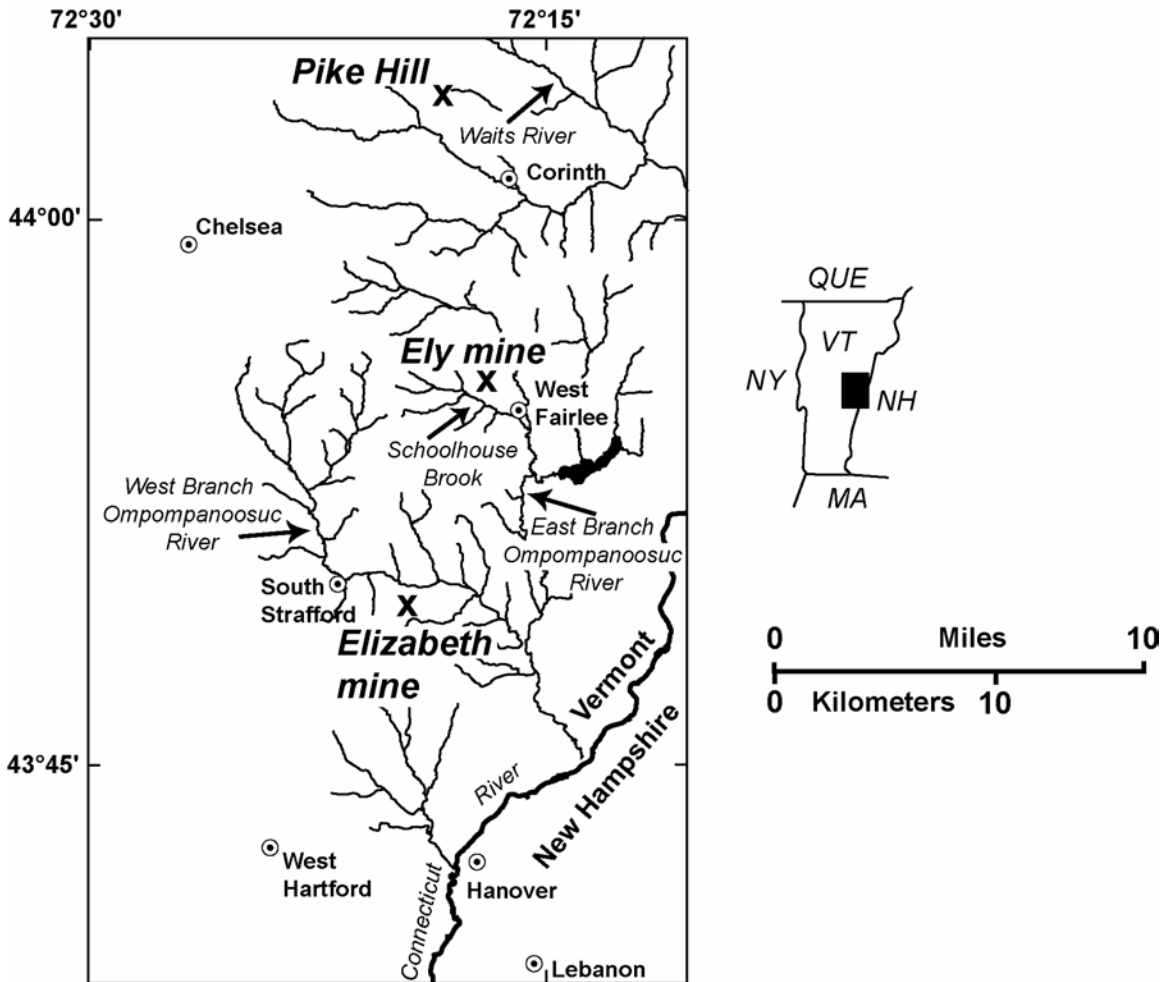 72°30'
72°15'
Pike Hill
X
Waits River
Corinth
44°00'
Chelsea
Ely mine
X
West
Fairlee
Schoolhouse
Brook
West Branch
Ompompanoosuc
River
East Branch
Ompompanoosuc
River
South
Strafford
X
Elizabeth
mine
Vermont
New Hampshire
43°45'
River
Connecticut
West
Hartford
Hanover
Lebanon
QUE
VT
NY
NH
MA
0 Miles 10
0 Kilometers 10